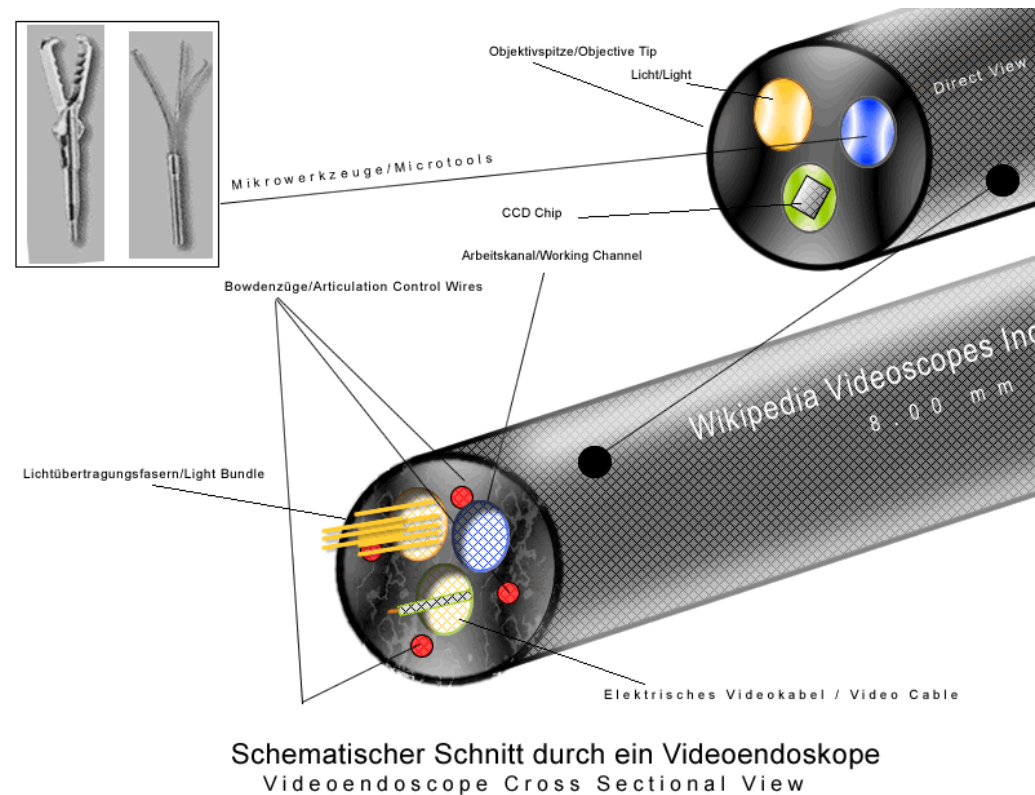 Objektivspitze/Objective Tip
Licht/Light
Direct View
Mikrowerkzeuge/Microtools
CCD Chip
Arbeitskanal/Working Channel
Bowdenzüge/Articulation Control Wires
Wikipedia Videoscopes Inc
8.00 mm
Lichtübertragungsfasern/Light Bundle
Elektrisches Videokabel / Video Cable
Schematischer Schnitt durch ein Videoendoskope
Videoendoscope Cross Sectional View